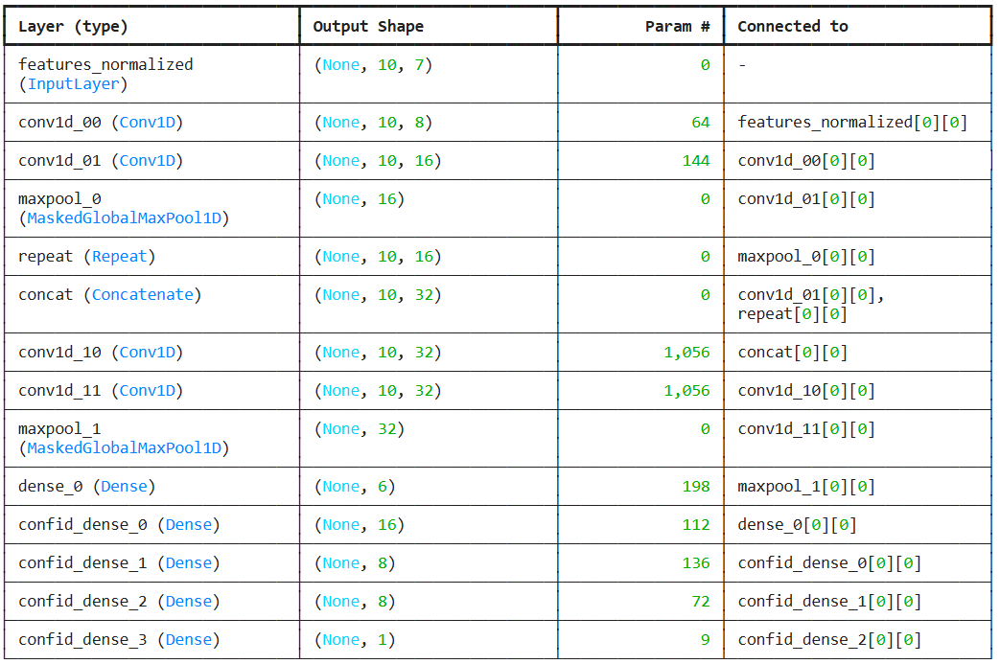 Layer (type) Output Shape Param # Connected to
features_normalized (None, 10, 7) 0 -
(InputLayer)
conv1d_00 (Conv1D) (None, 10, 8) 64 features_normalized[0][0]
conv1d_01 (Conv1D) (None, 10, 16) 144 conv1d_00[0][0]
maxpool_0 (None, 16) 0 conv1d_01[0][0]
(MaskedGlobalMaxPool1D)
repeat (Repeat) (None, 10, 16) 0 maxpool_0[0][0]
concat (Concatenate) (None, 10, 32) 0 conv1d_01[0][0],
repeat[0][0]
conv1d_10 (Conv1D) (None, 10, 32) 1,056 concat[0][0]
conv1d_11 (Conv1D) (None, 10, 32) 1,056 conv1d_10[0][0]
maxpool_1 (None, 32) 0 conv1d_11[0][0]
(MaskedGlobalMaxPool1D)
dense_0 (Dense) (None, 6) 198 maxpool_1[0][0]
confid_dense_0 (Dense) (None, 16) 112 dense_0[0][0]
confid_dense_1 (Dense) (None, 8) 136 confid_dense_0[0][0]
confid_dense_2 (Dense) (None, 8) 72 confid_dense_1[0][0]
confid_dense_3 (Dense) (None, 1) 9 confid_dense_2[0][0]